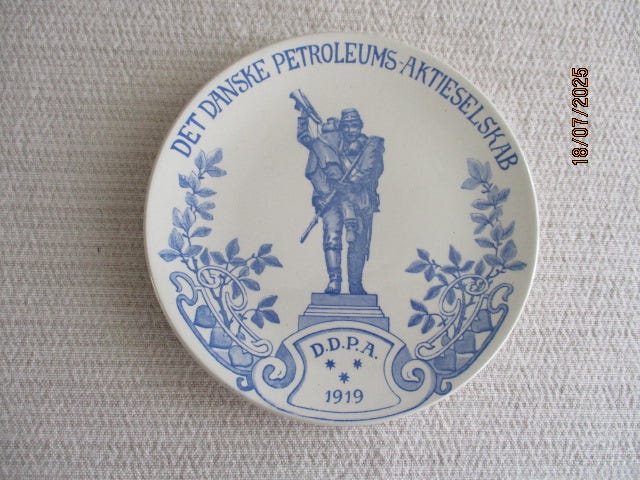 DET DANSKE PETROLEUMS-AKTIESELSKAB
D.D.P.A.
1919
18/07/2025